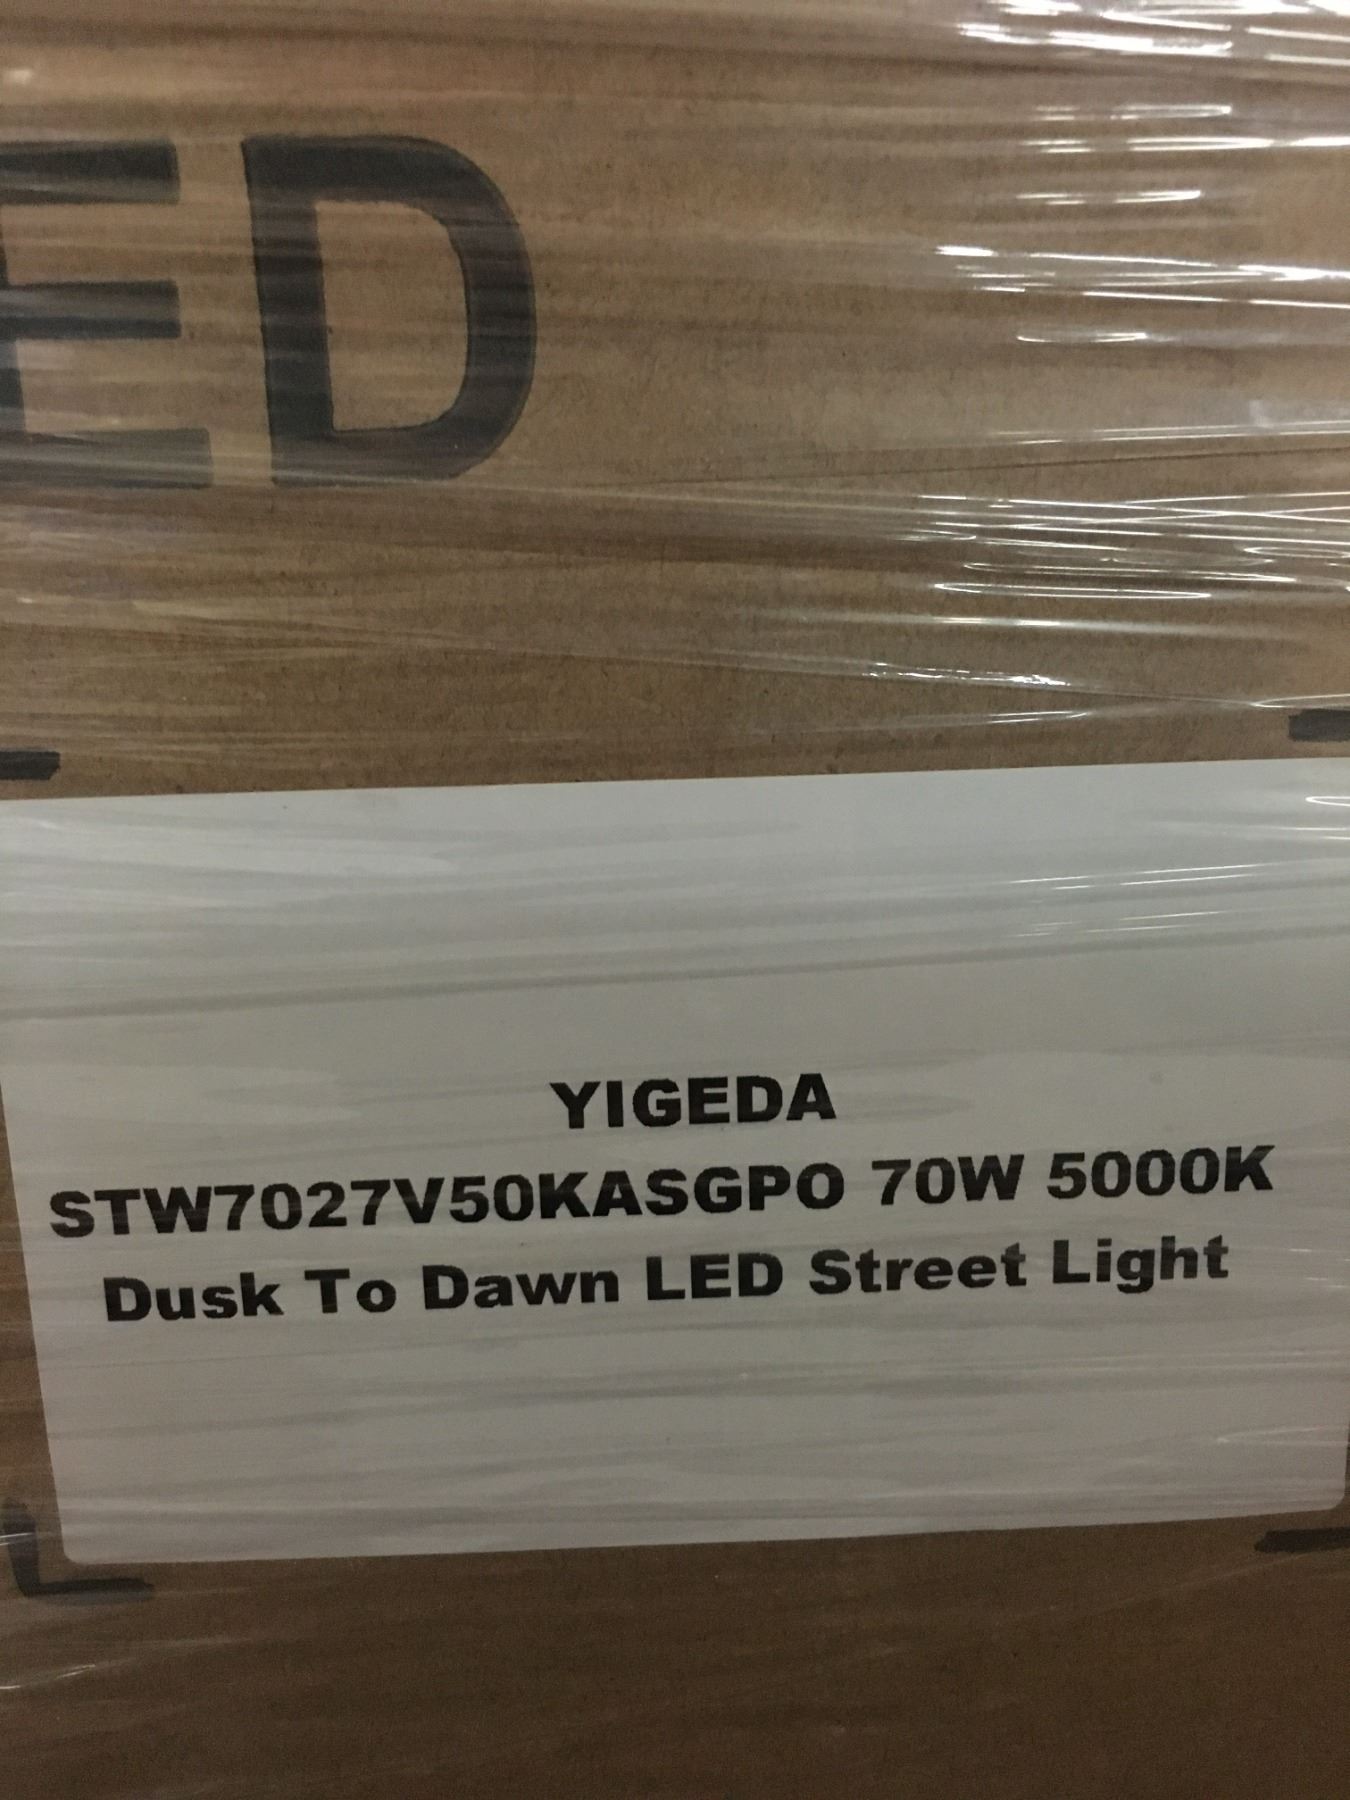 ED
YIGEDA
STW7027V50KASGPO 70W 5000K
Dusk To Dawn LED Street Light